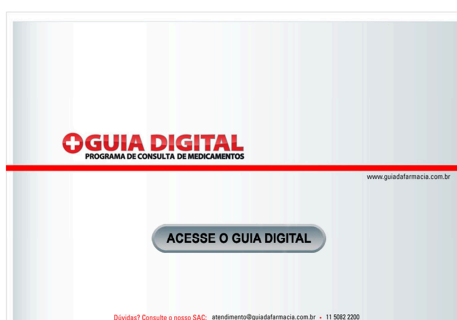 GUIA DIGITAL
PROGRAMA DE CONSULTA DE MEDICAMENTOS
www.guiadafarmacia.com.br
ACESSE O GUIA DIGITAL
Dúvidas? Consulte o nosso SAC: atendimento@guiadafarmacia.com.br • 11 5082 2200